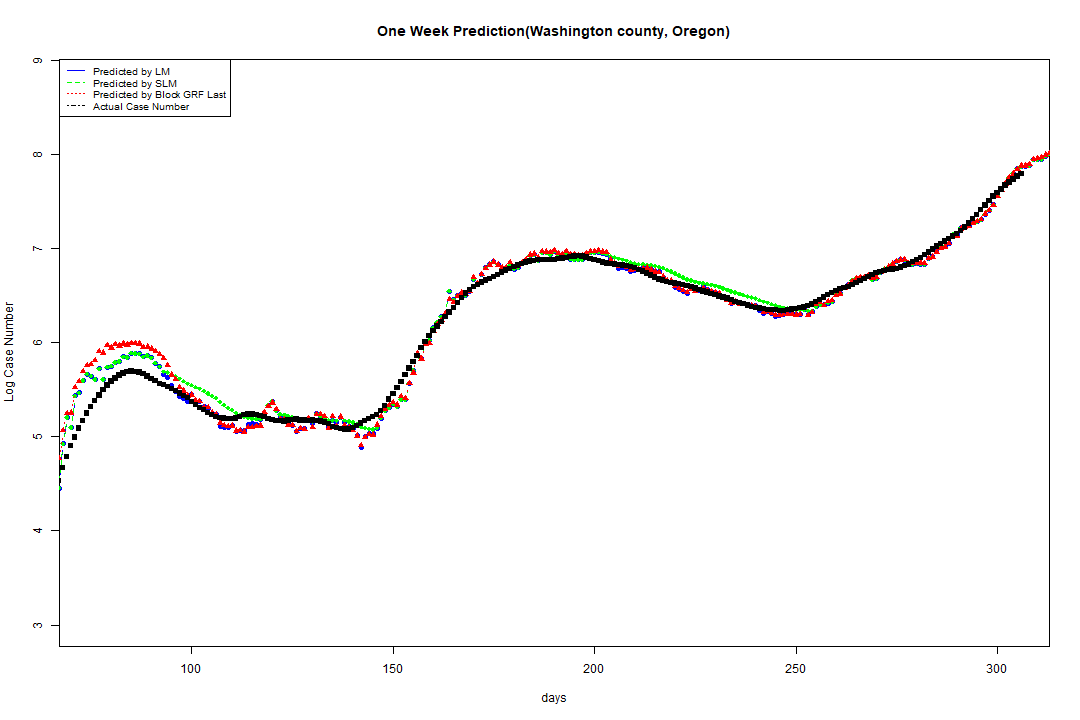 One Week Prediction(Washington county, Oregon)
Predicted by LM
Predicted by SLM
Predicted by Block GRF Last
Actual Case Number
9
8
7
6
5
4
3
Log Case Number
100 150 200 250 300
days